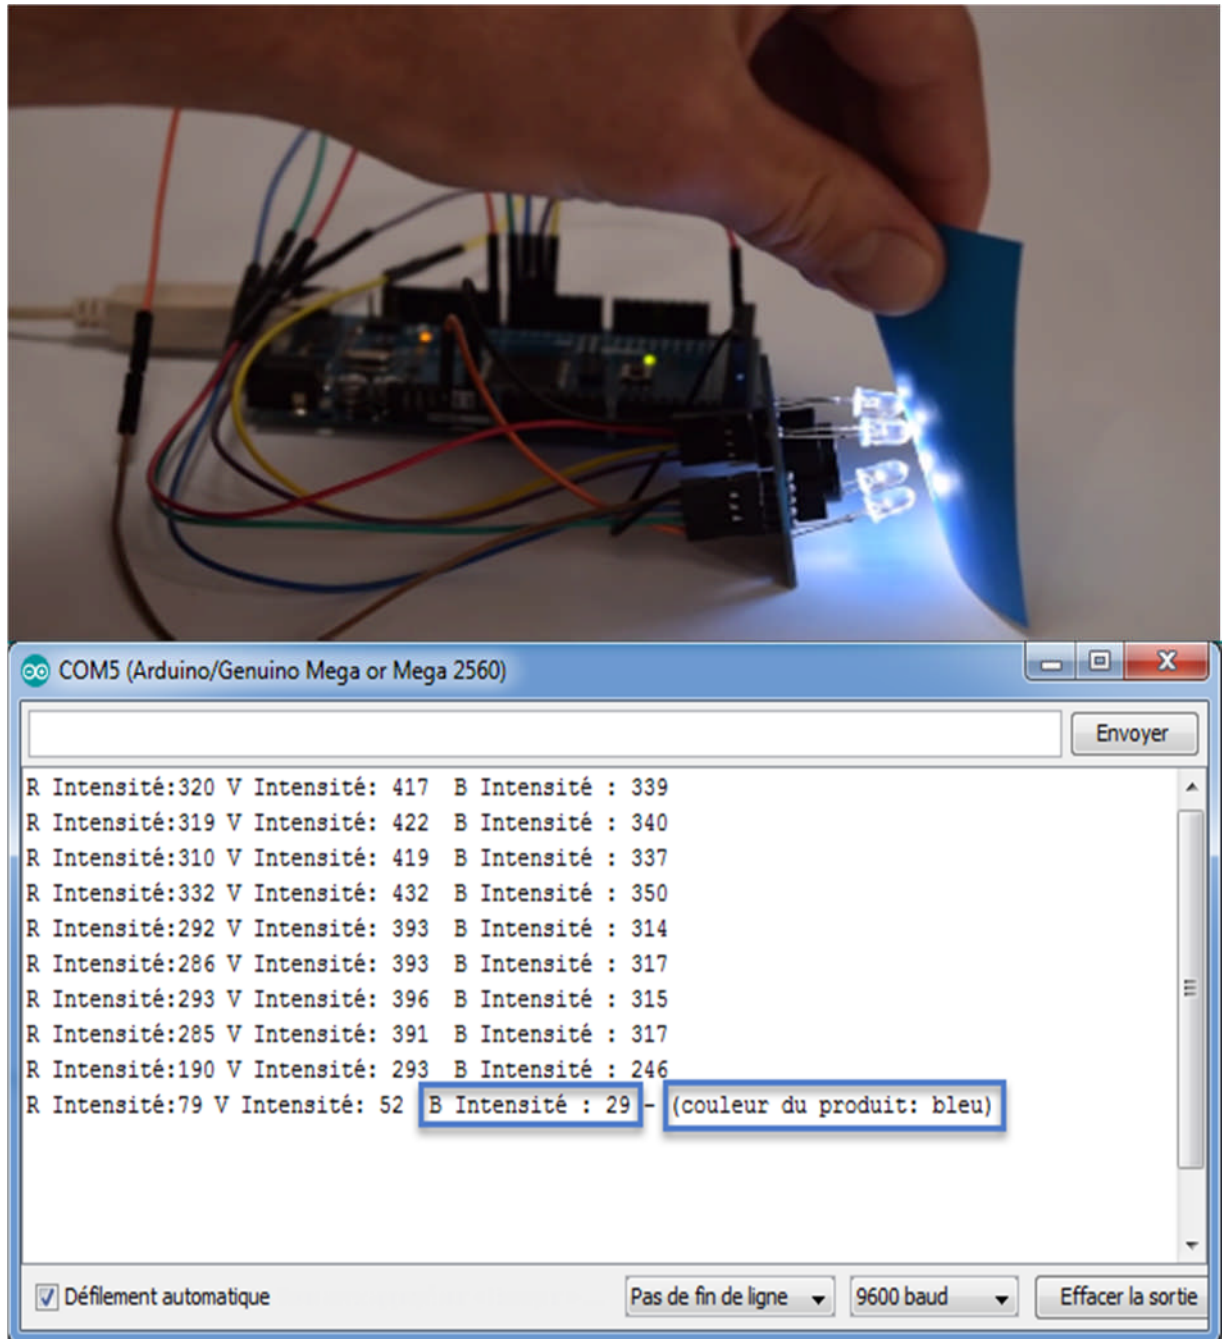 COM5 (Arduino/Genuino Mega or Mega 2560)
Envoyer
R Intensité:320 V Intensité: 417  B Intensité : 339
R Intensité:319 V Intensité: 422  B Intensité : 340
R Intensité:310 V Intensité: 419  B Intensité : 337
R Intensité:332 V Intensité: 432  B Intensité : 350
R Intensité:292 V Intensité: 393  B Intensité : 314
R Intensité:286 V Intensité: 393  B Intensité : 317
R Intensité:293 V Intensité: 396  B Intensité : 315
R Intensité:285 V Intensité: 391  B Intensité : 317
R Intensité:190 V Intensité: 293  B Intensité : 246
R Intensité:79 V Intensité: 52  B Intensité : 29 - (couleur du produit: bleu)
Défilement automatique Pas de fin de ligne 9600 baud Effacer la sortie